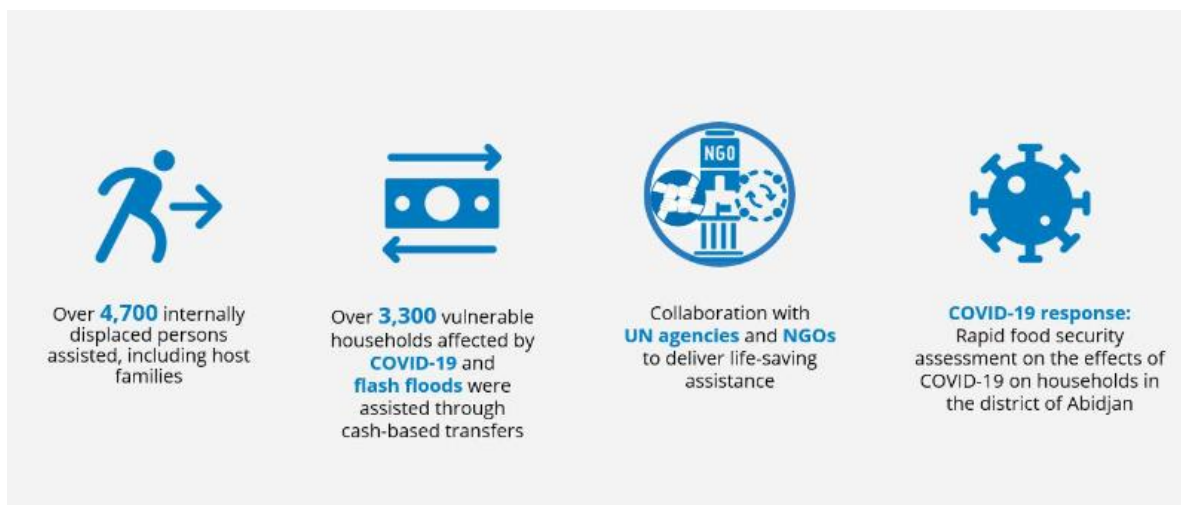 NGO
Over 4,700 internally
displaced persons
assisted, including host
families
Over 3,300 vulnerable
households affected by
COVID-19 and
flash floods were
assisted through
cash-based transfers
Collaboration with
UN agencies and NGOs
to deliver life-saving
assistance
COVID-19 response:
Rapid food security
assessment on the effects of
COVID-19 on households in
the district of Abidjan